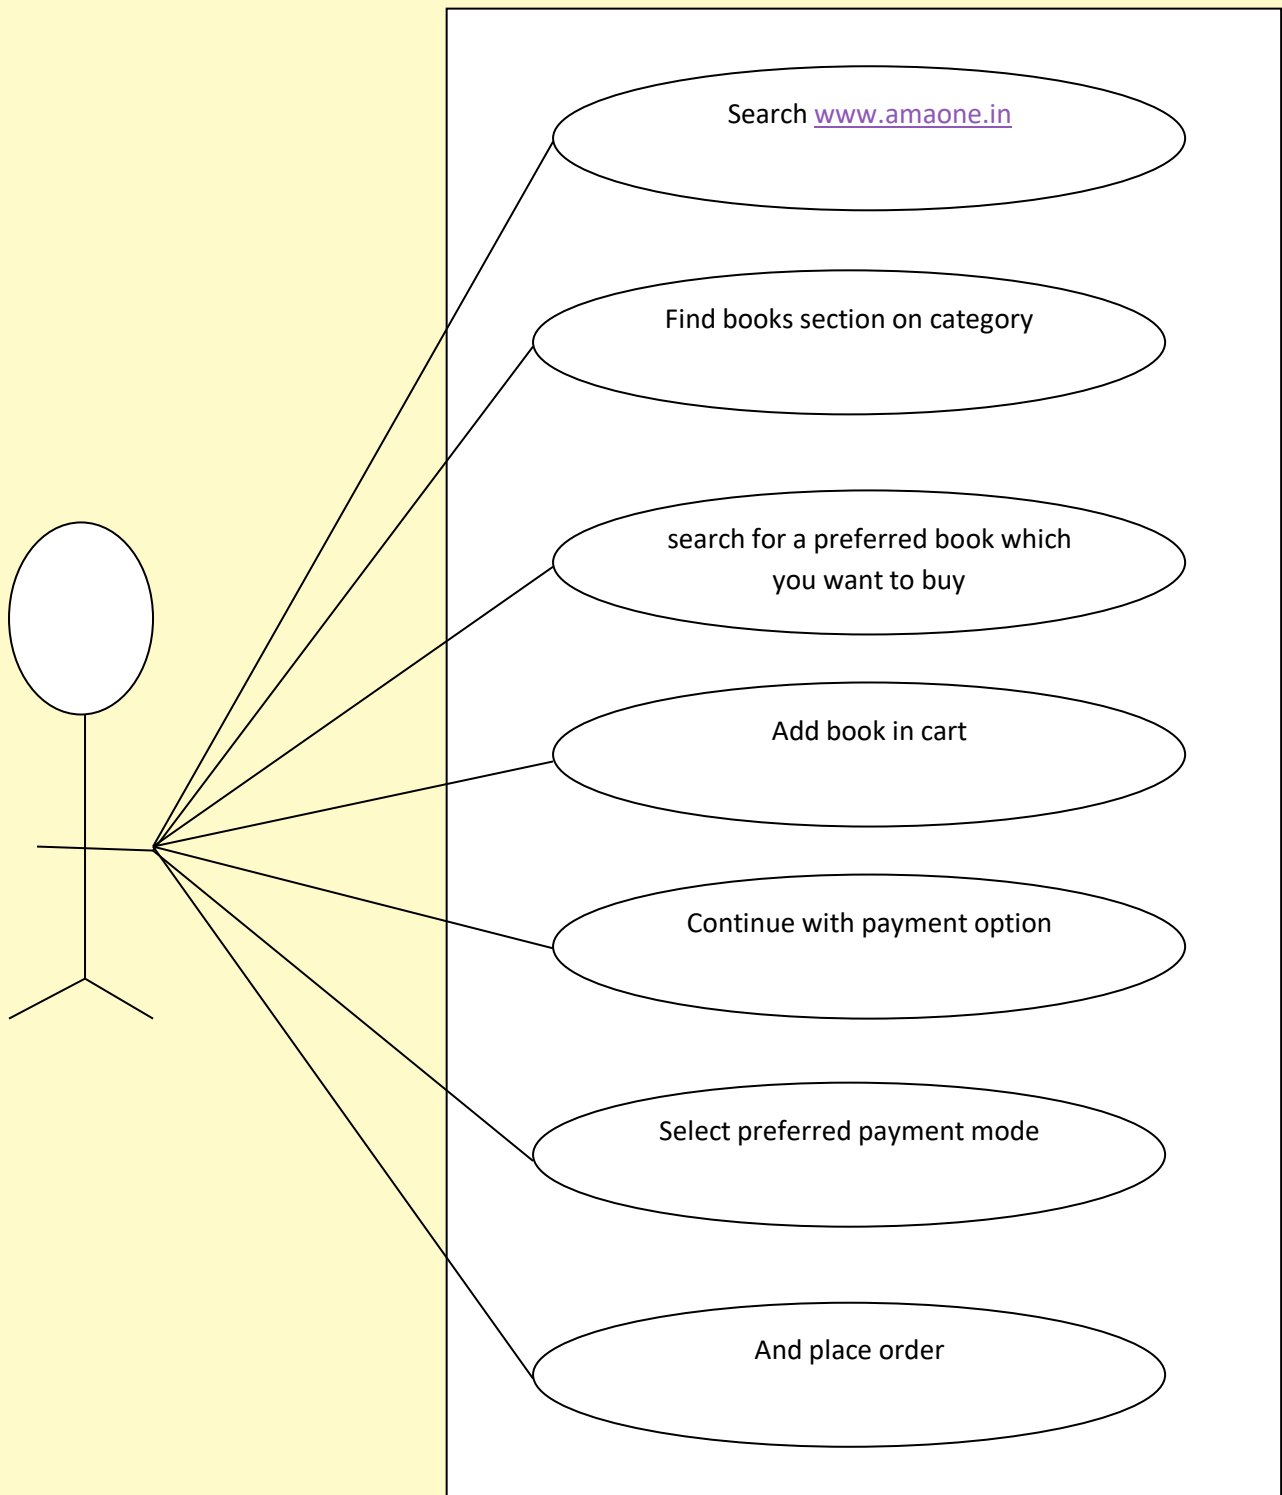 Search www.amaone.in
Find books section on category
search for a preferred book which
you want to buy
Add book in cart
Continue with payment option
Select preferred payment mode
And place order